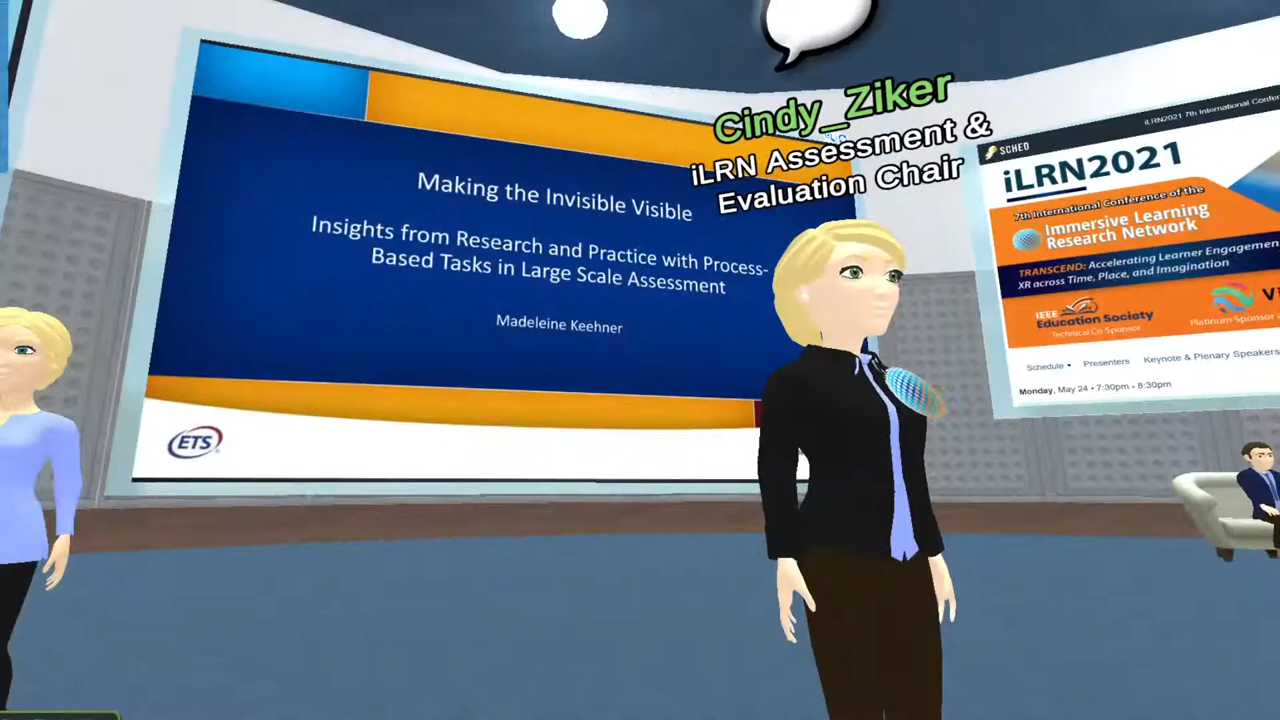 Making the Invisible Visible
Insights from Research and Practice with Process-
Based Tasks in Large Scale Assessment
Madeleine Keehner
ETS
Cindy_Ziker
iLRN Assessment &
Evaluation Chair
SCHED
iLRN2021 7th International
iLRN2021
7th International Conference of the
Immersive Learning
Research Network
TRANSCEND: Accelerating Learner Engagement
XR across Time, Place, and Imagination
IEEE
Education Society
Technical Co-Sponsor
Platinum Sponsor
Schedule Presenters Keynote & Plenary Speakers
Monday, May 24 • 7:30pm - 8:30pm